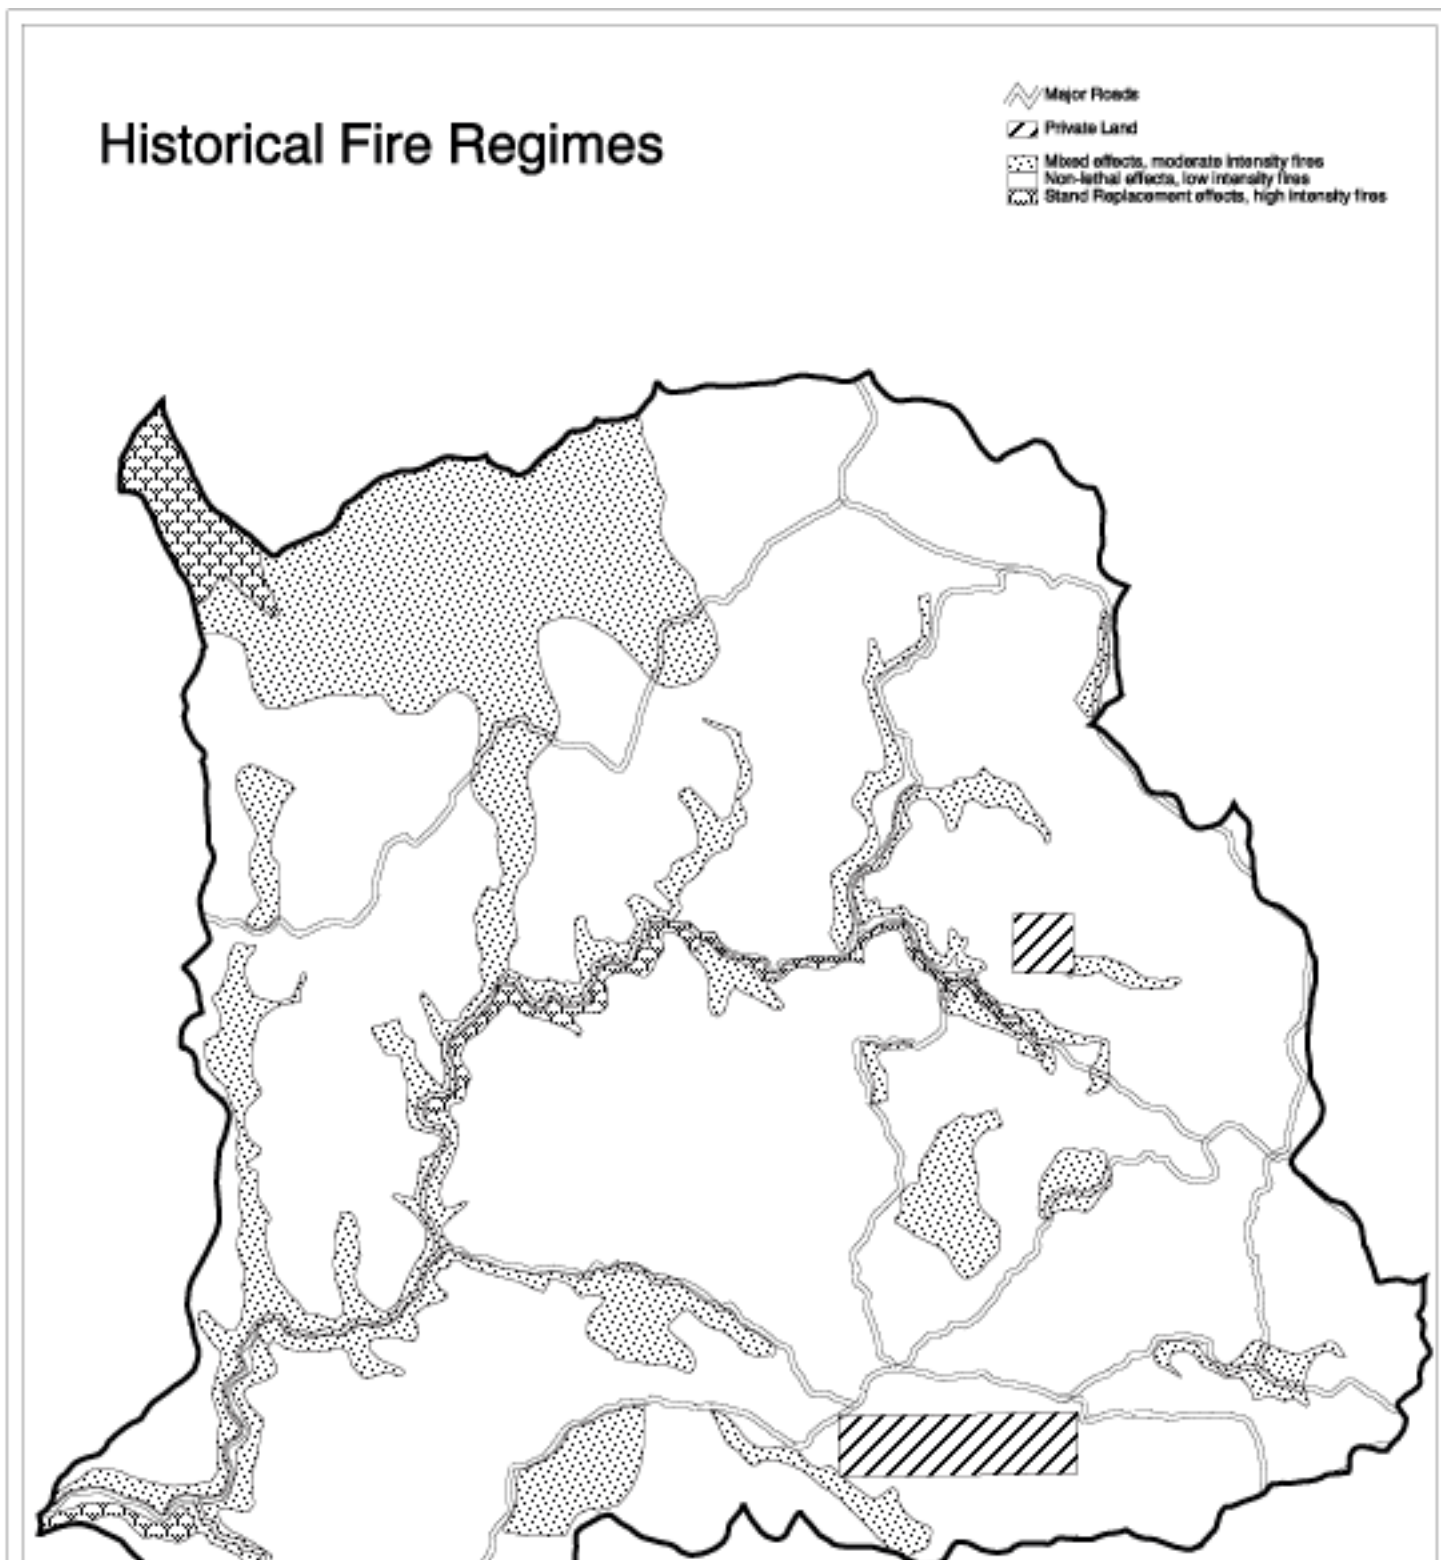 Historical Fire Regimes
Major Roads
Private Land
Mixed effects, moderate intensity fires
Non-lethal effects, low intensity fires
Stand Replacement effects, high intensity fires